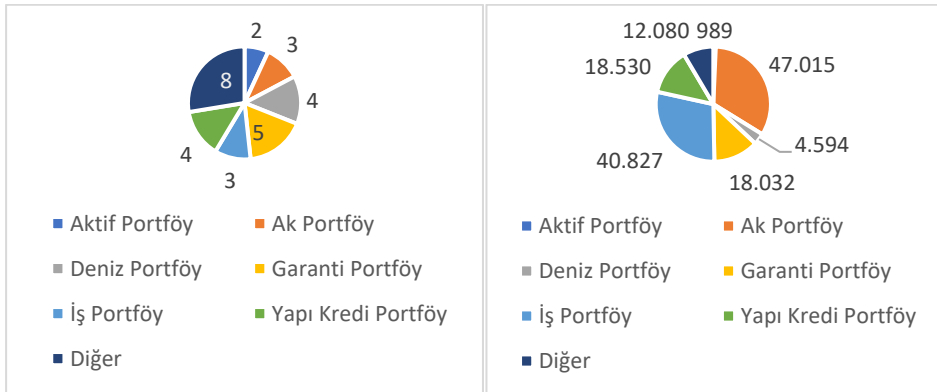 2
3
4
5
3
4
8
Aktif Portföy
Ak Portföy
Deniz Portföy
Garanti Portföy
İş Portföy
Yapı Kredi Portföy
Diğer
12.080 989
47.015
4.594
18.032
40.827
18.530
Aktif Portföy
Ak Portföy
Deniz Portföy
Garanti Portföy
İş Portföy
Yapı Kredi Portföy
Diğer